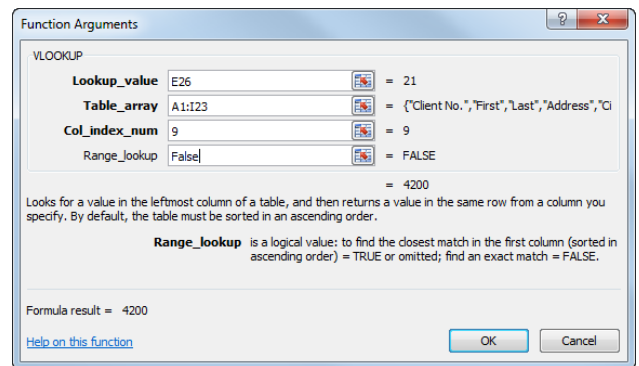 Function Arguments
VLOOKUP
Lookup_value E26 = 21
Table_array A1:I23 = {"Client No.","First","Last","Address","Ci
Col_index_num 9 = 9
Range_lookup False = FALSE
= 4200
Looks for a value in the leftmost column of a table, and then returns a value in the same row from a column you
specify. By default, the table must be sorted in an ascending order.
Range_lookup is a logical value: to find the closest match in the first column (sorted in
ascending order) = TRUE or omitted; find an exact match = FALSE.
Formula result = 4200
Help on this function
OK Cancel